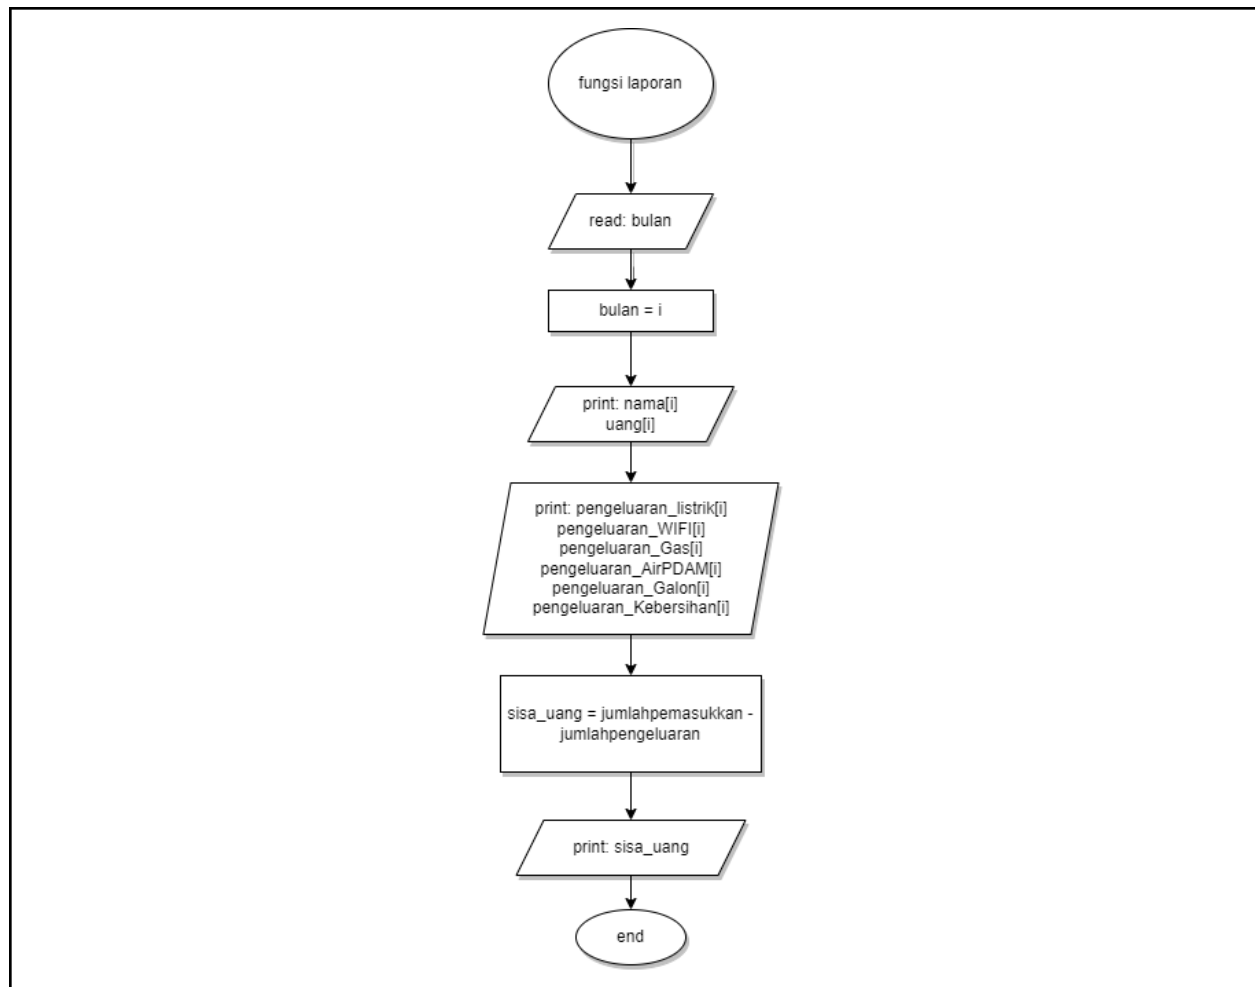 fungsi laporan
read: bulan
bulan = i
print: nama[i]
uang[i]
print: pengeluaran_listrik[i]
pengeluaran_WIFI[i]
pengeluaran_Gas[i]
pengeluaran_AirPDAM[i]
pengeluaran_Galon[i]
pengeluaran_Kebersihan[i]
sisa_uang = jumlahpemasukkan -
jumlahpengeluaran
print: sisa_uang
end